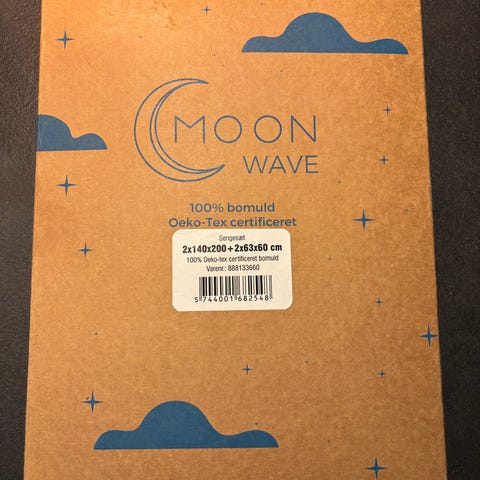 MOON
WAVE
100% bomuld
Oeko-Tex certificeret
Sengesæt
2x140x200+2x63x60 cm
100% Oeko-tex certificeret bomuld
Varenr.: 888133660
5 744001 682548